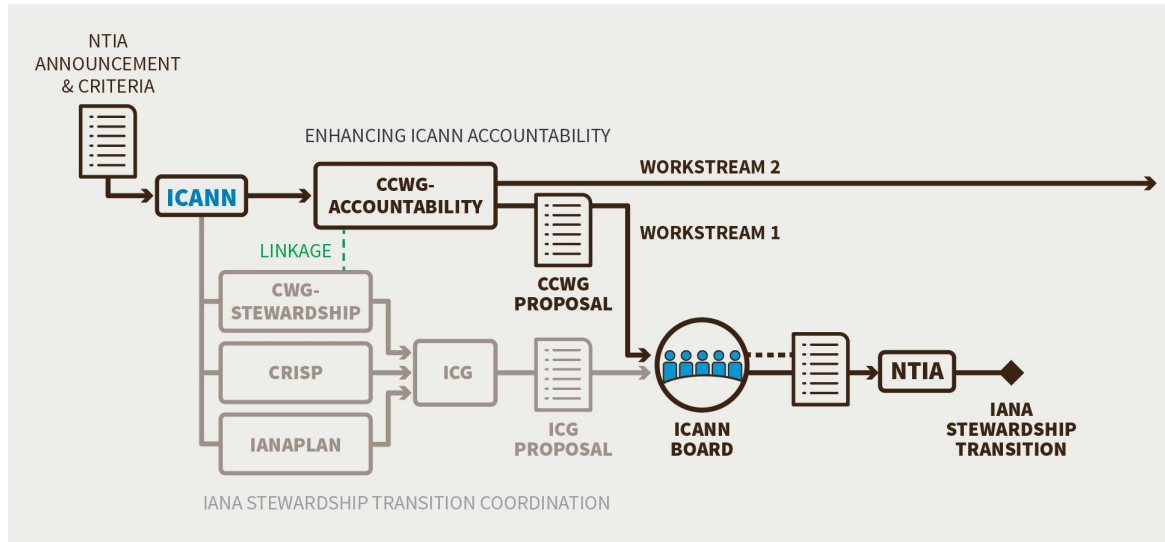 NTIA
ANNOUNCEMENT
& CRITERIA
ENHANCING ICANN ACCOUNTABILITY
ICANN
CCWG-
ACCOUNTABILITY
WORKSTREAM 2
WORKSTREAM 1
LINKAGE
CCWG
PROPOSAL
CWG-
STEWARDSHIP
CRISP
IANAPLAN
ICG
ICG
PROPOSAL
ICANN
BOARD
NTIA
IANA
STEWARDSHIP
TRANSITION
IANA STEWARDSHIP TRANSITION COORDINATION